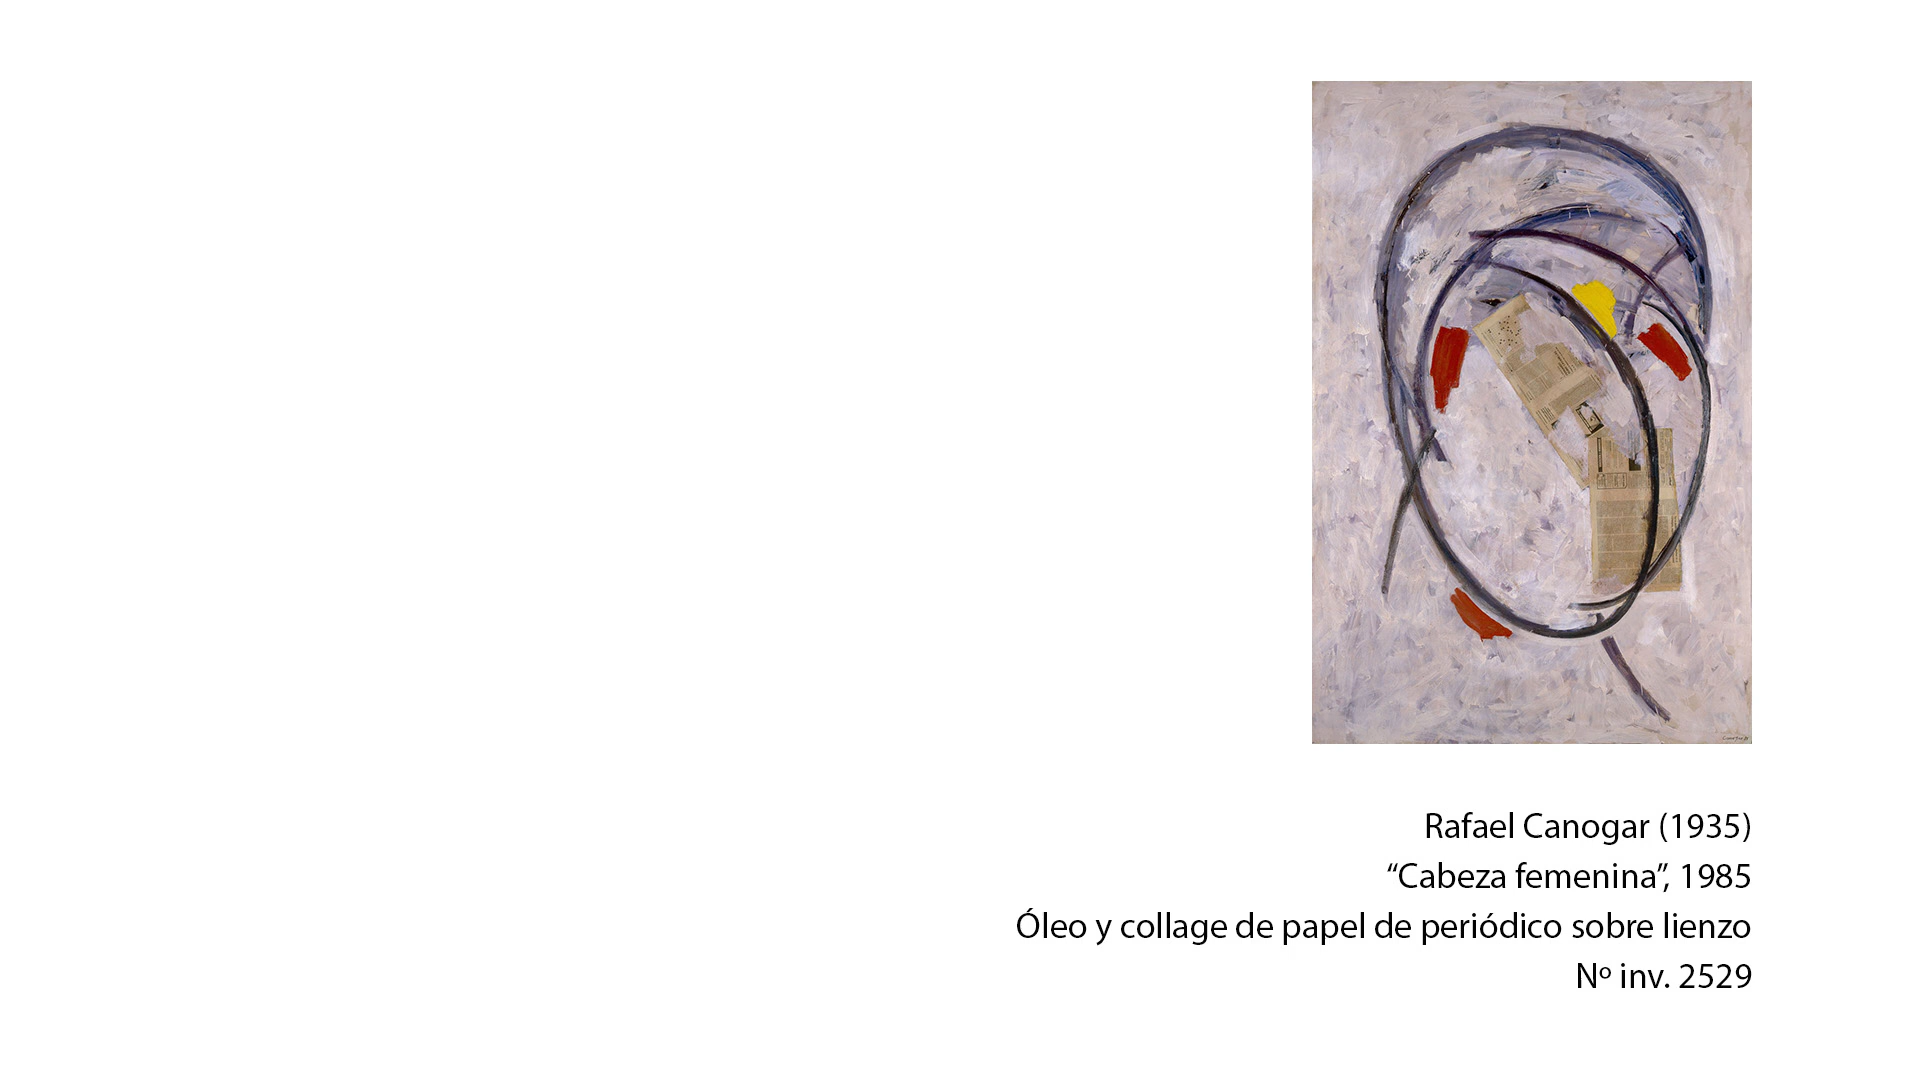 Rafael Canogar (1935)
“Cabeza femenina”, 1985
Óleo y collage de papel de periódico sobre lienzo
Nº inv. 2529